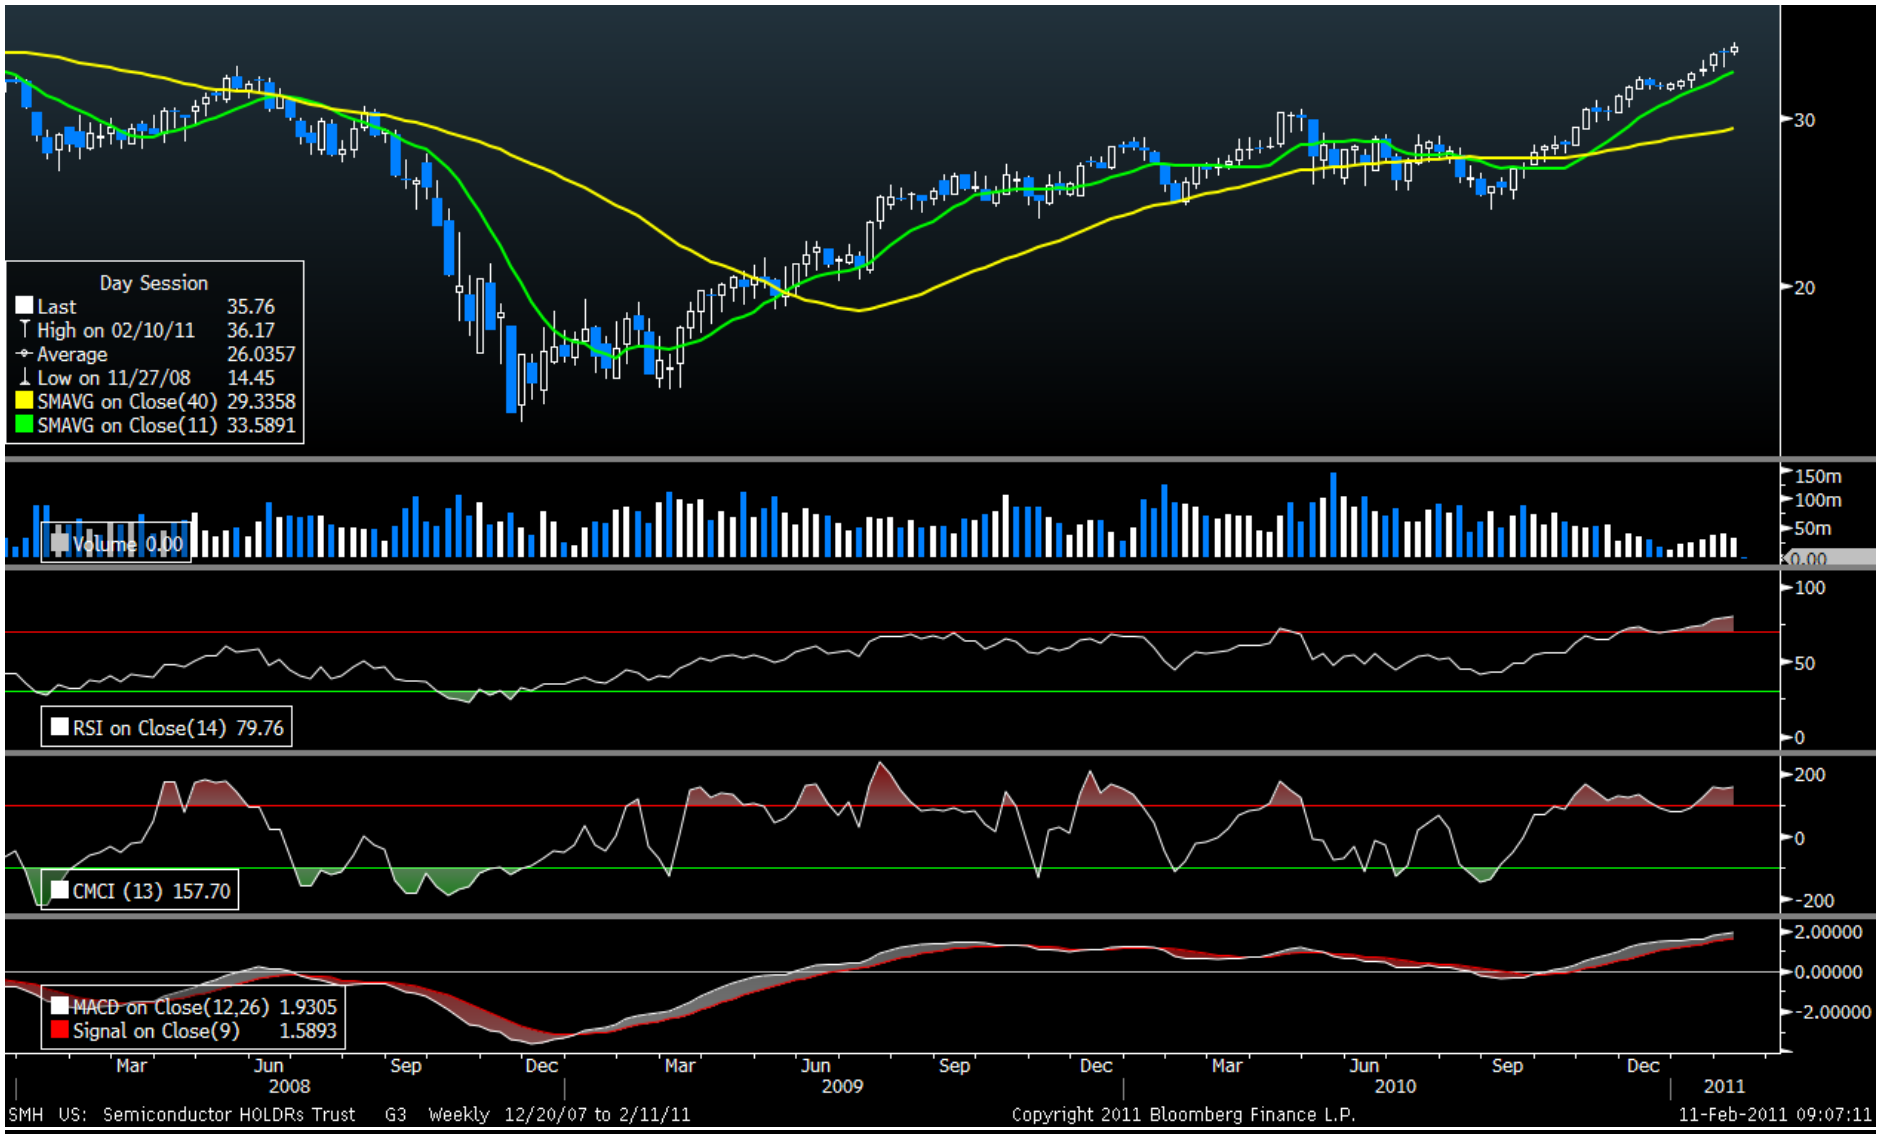 30
20
Day Session
Last 35.76
High on 02/10/11 36.17
Average 26.0357
Low on 11/27/08 14.45
SMAVG on Close(40) 29.3358
SMAVG on Close(11) 33.5891
150m
100m
50m
0.00
Volume 0.00
100
50
0
RSI on Close(14) 79.76
200
0
-200
CMCI (13) 157.70
2.00000
0.00000
-2.00000
MACD on Close(12,26) 1.9305
Signal on Close(9) 1.5893
Mar Jun Sep Dec Mar Jun Sep Dec Mar Jun Sep Dec
2008 2009 2010 2011
SMH US: Semiconductor HOLDRs Trust G3 Weekly 12/20/07 to 2/11/11 Copyright 2011 Bloomberg Finance L.P. 11-Feb-2011 09:07:11